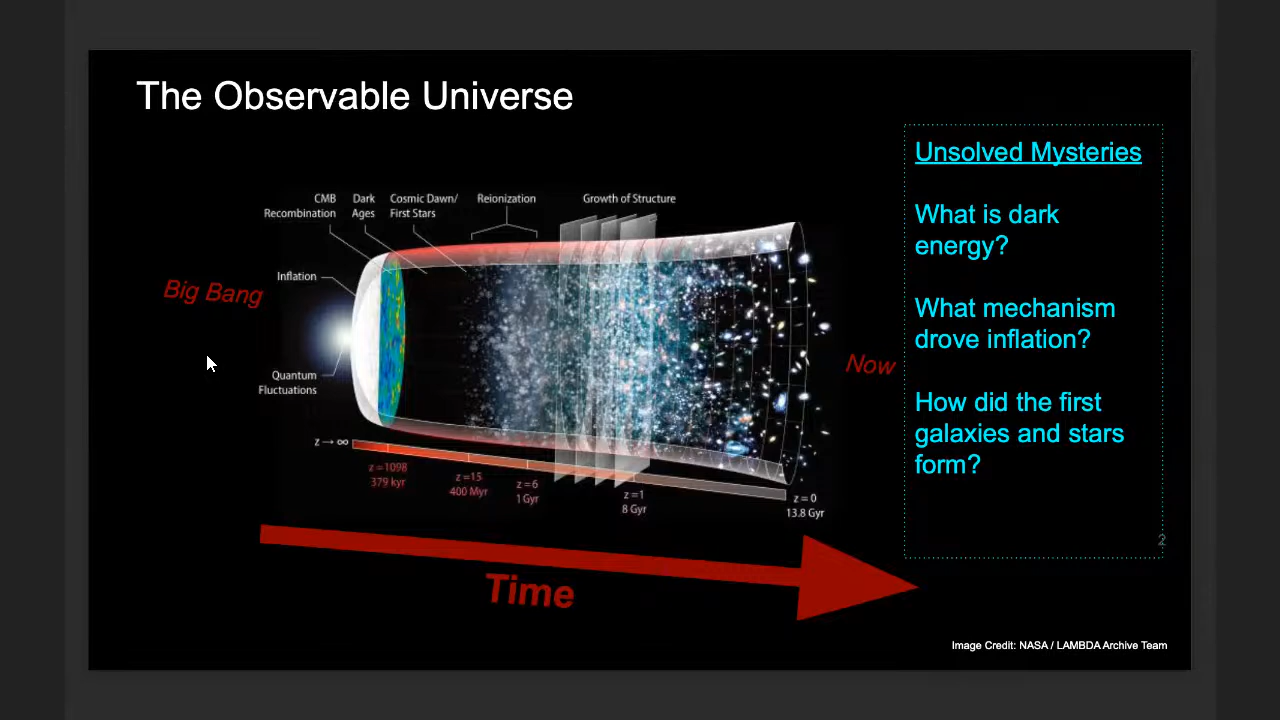 The Observable Universe
Unsolved Mysteries
What is dark
energy?
What mechanism
drove inflation?
How did the first
galaxies and stars
form?
CMB
Recombination
Dark
Ages
Cosmic Dawn/
First Stars
Reionization
Growth of Structure
Inflation
Big Bang
Quantum
Fluctuations
Now
z → ∞
z = 1098
379 kyr
z = 15
400 Myr
z = 6
1 Gyr
z = 1
8 Gyr
z = 0
13.8 Gyr
Time
2
Image Credit: NASA / LAMBDA Archive Team